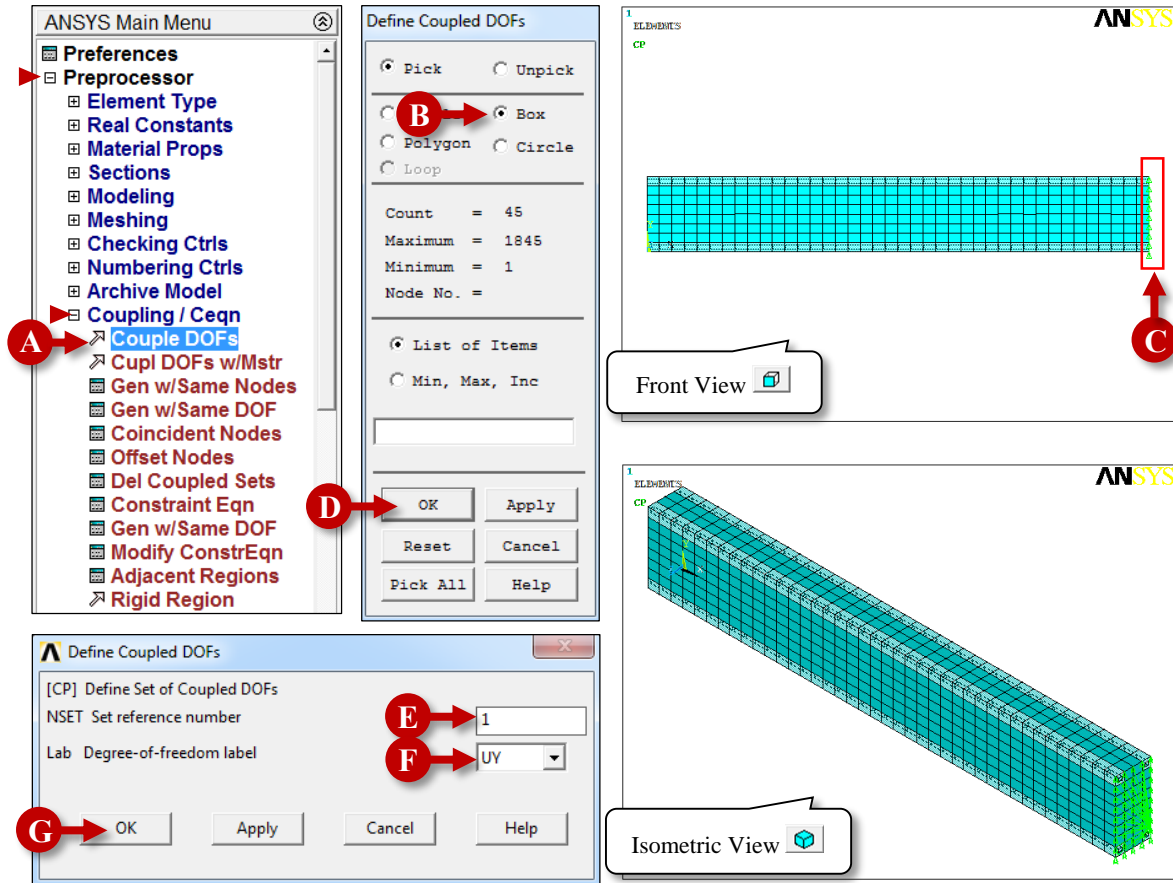 ANSYS Main Menu
Preferences
Preprocessor
Element Type
Real Constants
Material Props
Sections
Modeling
Meshing
Checking Ctrls
Numbering Ctrls
Archive Model
Coupling / Ceqn
A
Couple DOFs
Cupl DOFs w/Mstr
Gen w/Same Nodes
Gen w/Same DOF
Coincident Nodes
Offset Nodes
Del Coupled Sets
Constraint Eqn
Gen w/Same DOF
Modify ConstrEqn
Adjacent Regions
Rigid Region
Define Coupled DOFs
Pick Unpick
B Box
Polygon Circle
Loop
Count = 45
Maximum = 1845
Minimum = 1
Node No. =
List of Items
Min, Max, Inc
D OK Apply
Reset Cancel
Pick All Help
1
ELEMENTS
CP
ANSYS
C
Front View
1
ELEMENTS
CP
ANSYS
Isometric View
Define Coupled DOFs
[CP] Define Set of Coupled DOFs
NSET Set reference number E 1
Lab Degree-of-freedom label F UY
G OK Apply Cancel Help